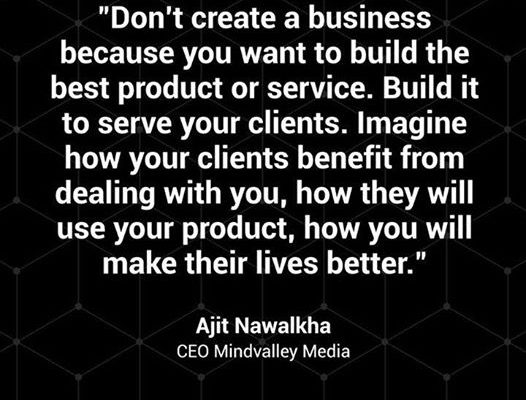 "Don't create a business
because you want to build the
best product or service. Build it
to serve your clients. Imagine
how your clients benefit from
dealing with you, how they will
use your product, how you will
make their lives better."
Ajit Nawalkha
CEO Mindvalley Media